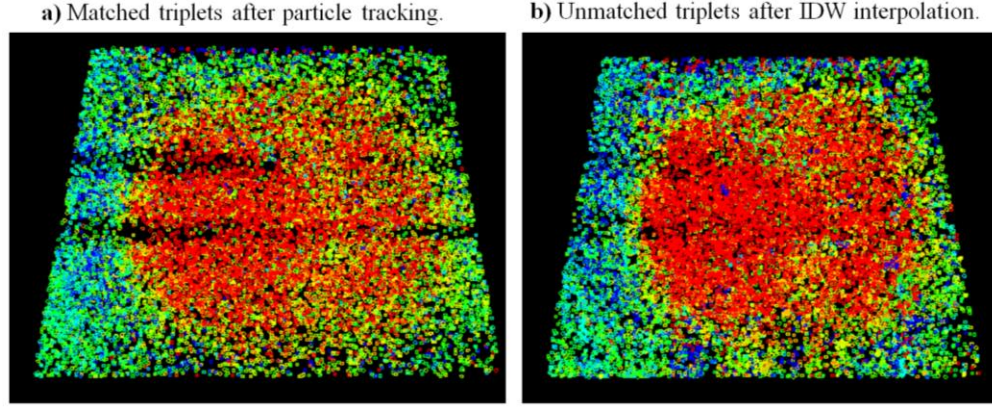 a) Matched triplets after particle tracking.
b) Unmatched triplets after IDW interpolation.